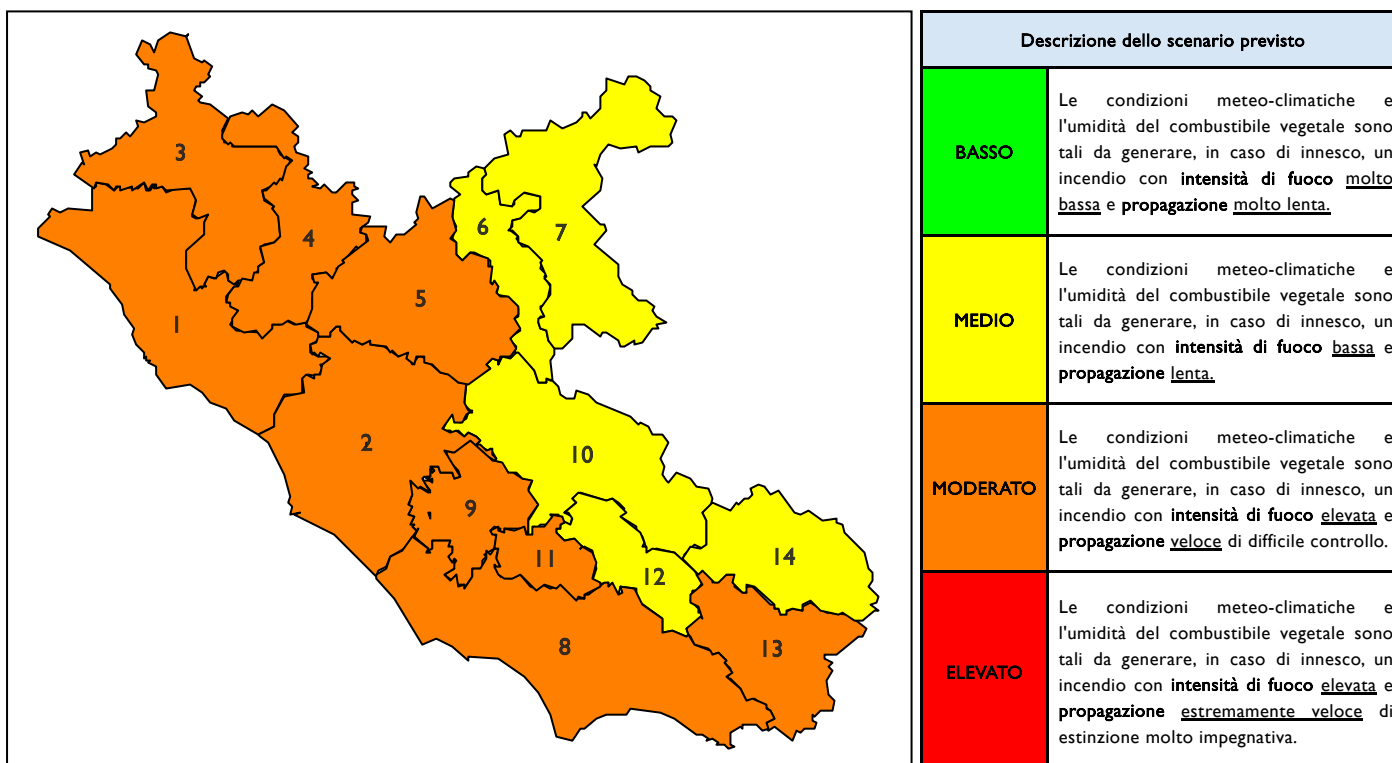 3
4
6
7
5
1
2
10
9
11
12
14
8
13
Descrizione dello scenario previsto
BASSO
Le condizioni meteo-climatiche e
l'umidità del combustibile vegetale sono
tali da generare, in caso di innesco, un
incendio con intensità di fuoco molto
bassa e propagazione molto lenta.
MEDIO
Le condizioni meteo-climatiche e
l'umidità del combustibile vegetale sono
tali da generare, in caso di innesco, un
incendio con intensità di fuoco bassa e
propagazione lenta.
MODERATO
Le condizioni meteo-climatiche e
l'umidità del combustibile vegetale sono
tali da generare, in caso di innesco, un
incendio con intensità di fuoco elevata e
propagazione veloce di difficile controllo.
ELEVATO
Le condizioni meteo-climatiche e
l'umidità del combustibile vegetale sono
tali da generare, in caso di innesco, un
incendio con intensità di fuoco elevata e
propagazione estremamente veloce di
estinzione molto impegnativa.